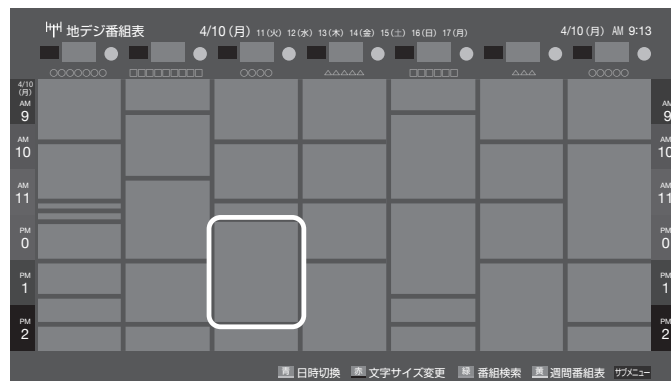 地デジ番組表 4/10(月) 11(火) 12(水) 13(木) 14(金) 15(土) 16(日) 17(月) 4/10(月) AM 9:13
○○○○○○○ □□□□□□□□□ ○○○○ △△△△△ □□□□□□ △△△ ○○○○○
4/10
(月)
AM AM
9 9
AM AM
10 10
AM AM
11 11
PM PM
0 0
PM PM
1 1
PM PM
2 2
青 日時切換 赤 文字サイズ変更 緑 番組検索 黄 週間番組表 サブメニュー